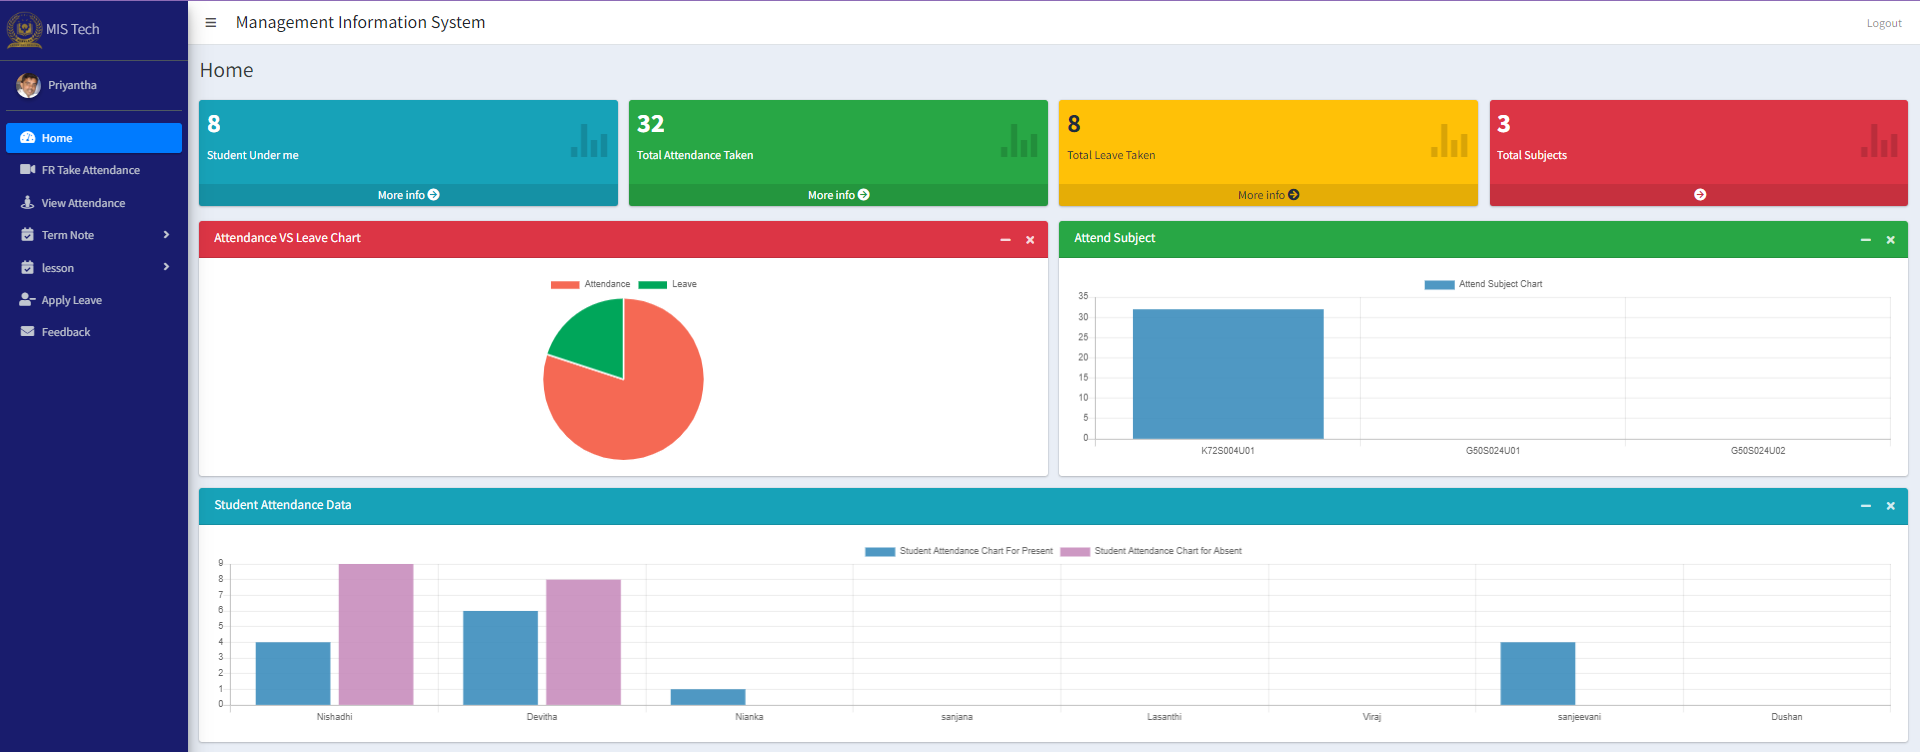 MIS Tech
Management Information System
Logout
Priyantha
Home
FR Take Attendance
View Attendance
Term Note
lesson
Apply Leave
Feedback
Home
8
Student Under me
More info
32
Total Attendance Taken
More info
8
Total Leave Taken
More info
3
Total Subjects
Attendance VS Leave Chart
Attendance Leave
Attend Subject
Attend Subject Chart
35
30
25
20
15
10
5
0
K72S004U01 G50S024U01 G50S024U02
Student Attendance Data
Student Attendance Chart For Present Student Attendance Chart for Absent
9
8
7
6
5
4
3
2
1
0
Nishadhi Devitha Nianka sanjana Lasanthi Viraj sanjeevani Dushan